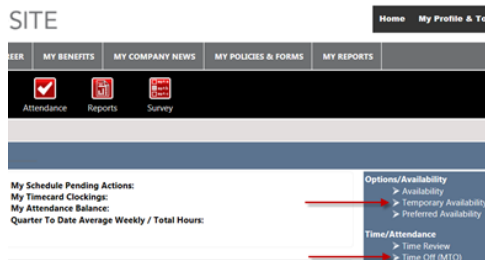 SITE
Home My Profile & To
REER MY BENEFITS MY COMPANY NEWS MY POLICIES & FORMS MY REPORTS
Attendance Reports Survey
My Schedule Pending Actions:
My Timecard Clockings:
My Attendance Balance:
Quarter To Date Average Weekly / Total Hours:
Options/Availability
Availability
Temporary Availability
Preferred Availability
Time/Attendance
Time Review
Time Off (MTO)